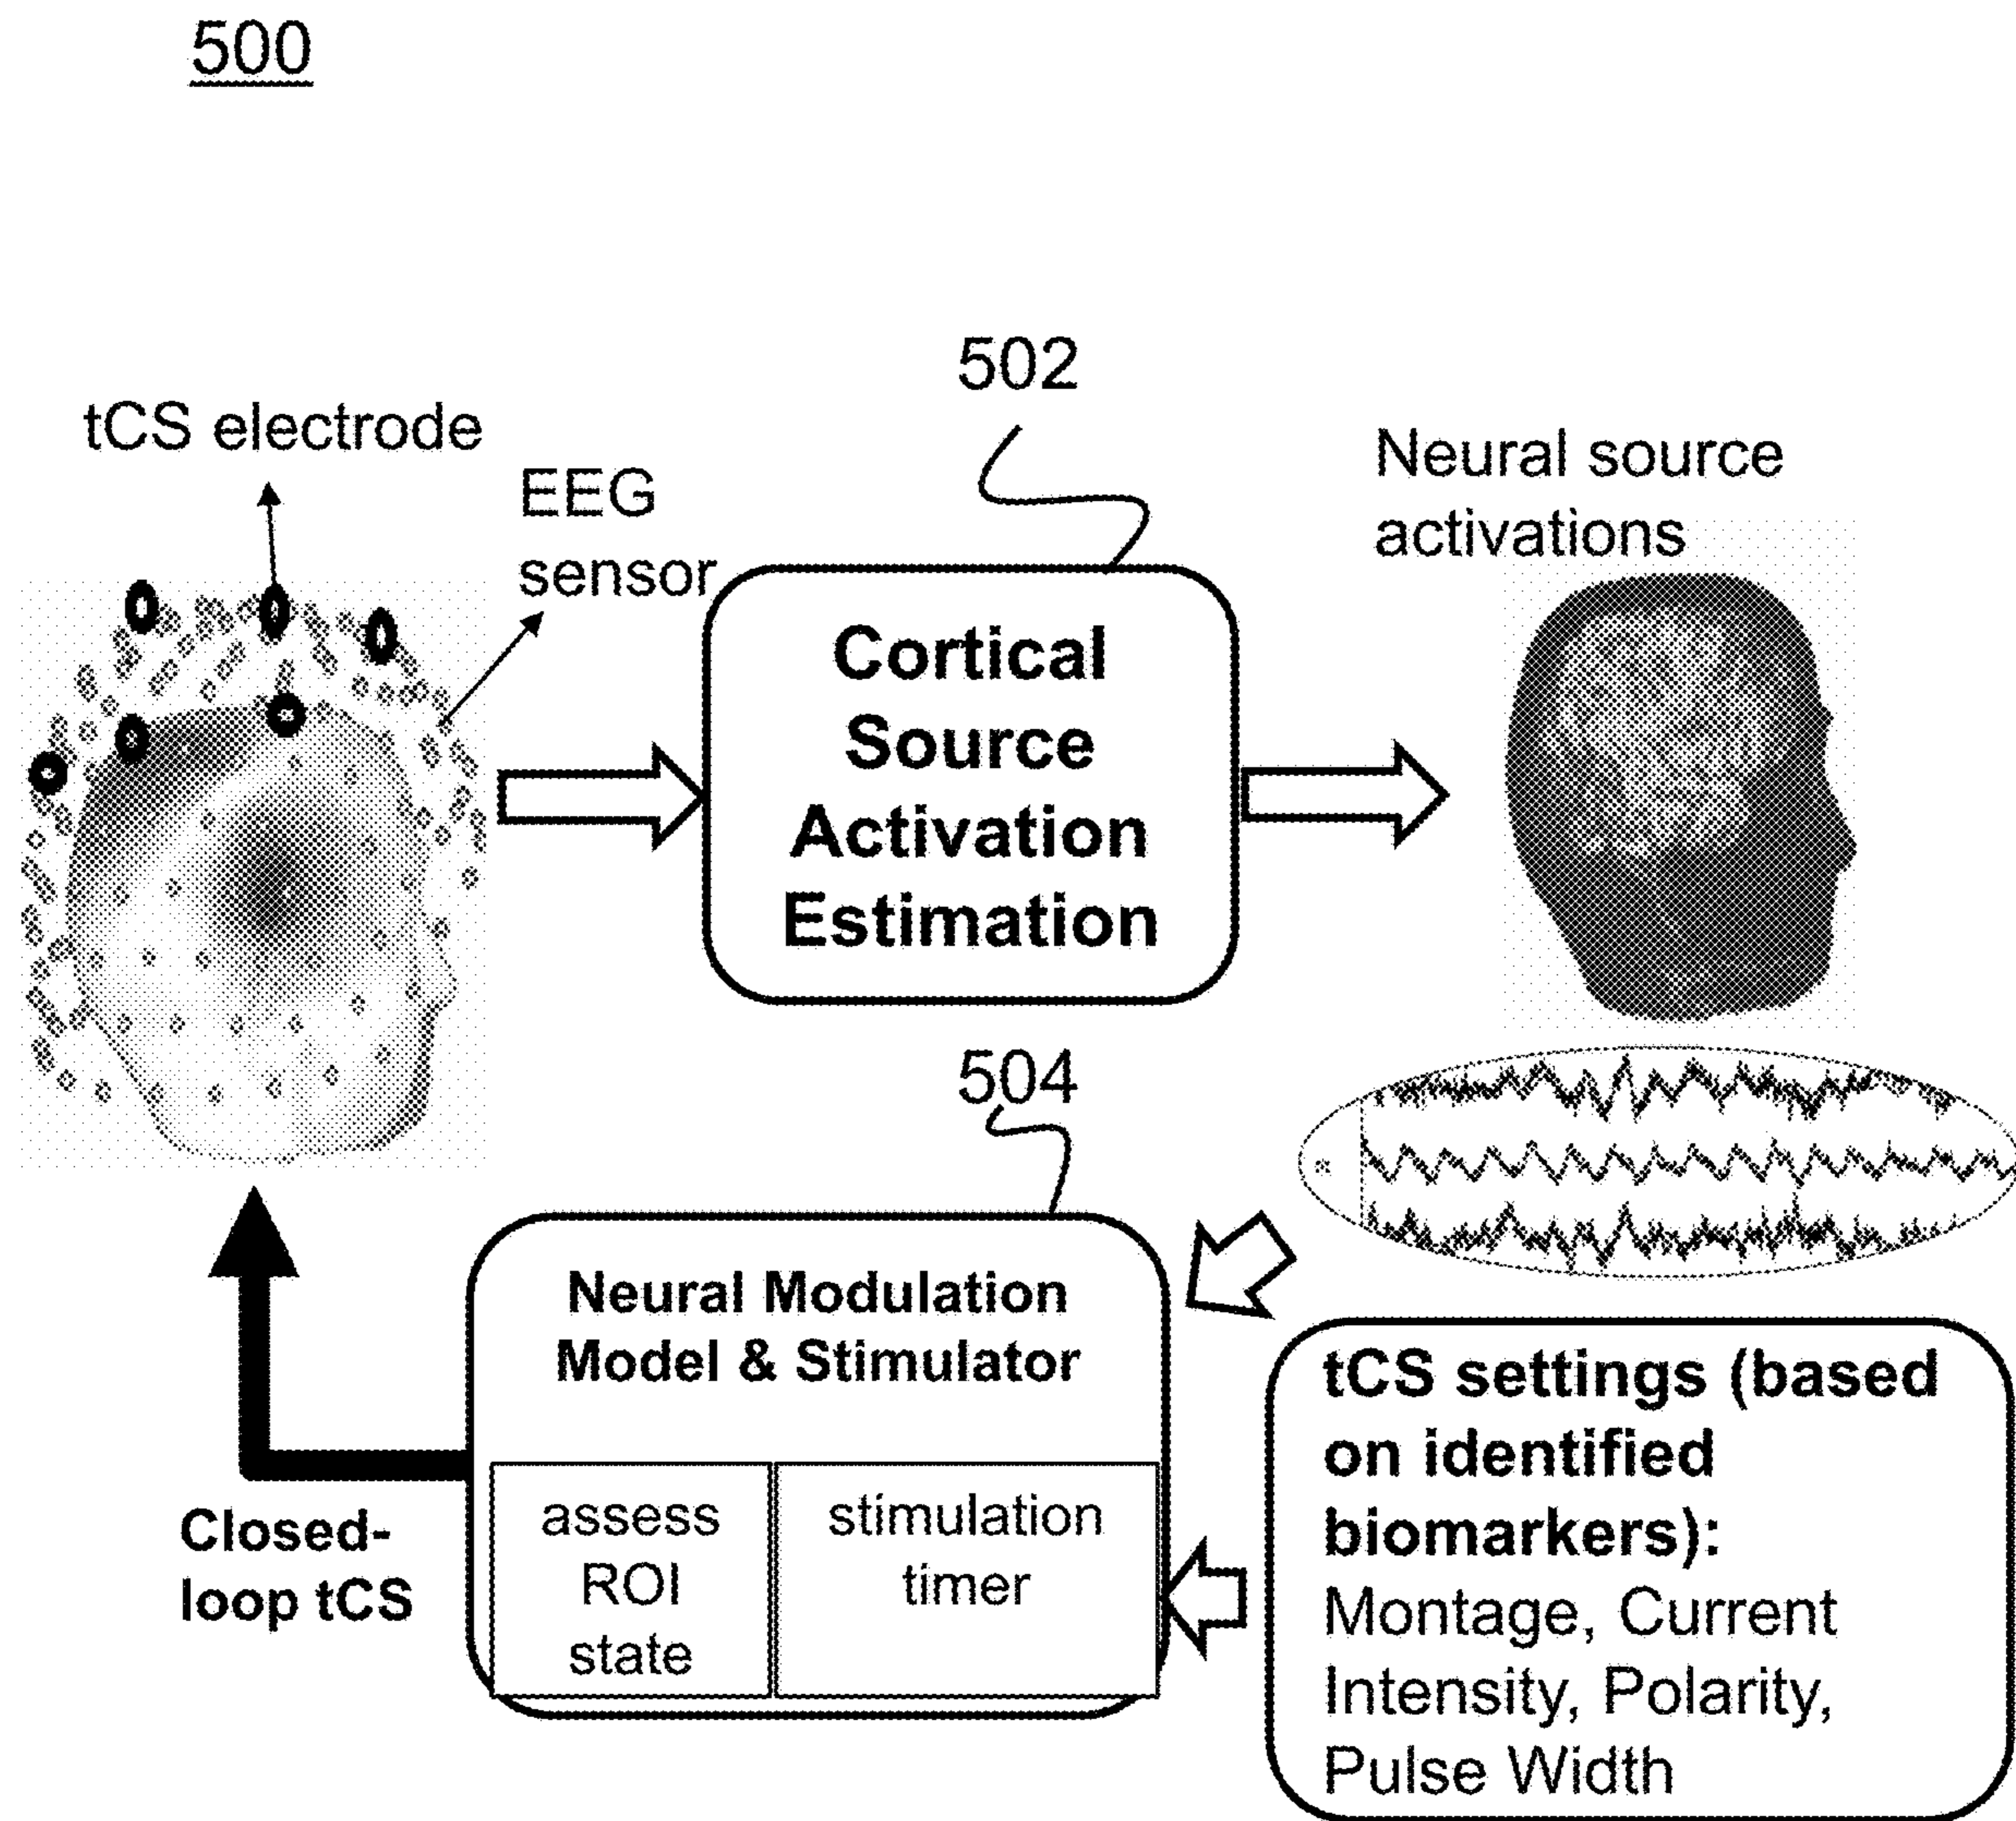 500
502
tCS electrode
EEG
sensor
Neural source
activations
Cortical
Source
Activation
Estimation
504
Neural Modulation
Model & Stimulator
assess
ROI
state
stimulation
timer
Closed-
loop tCS
tCS settings (based
on identified
biomarkers):
Montage, Current
Intensity, Polarity,
Pulse Width